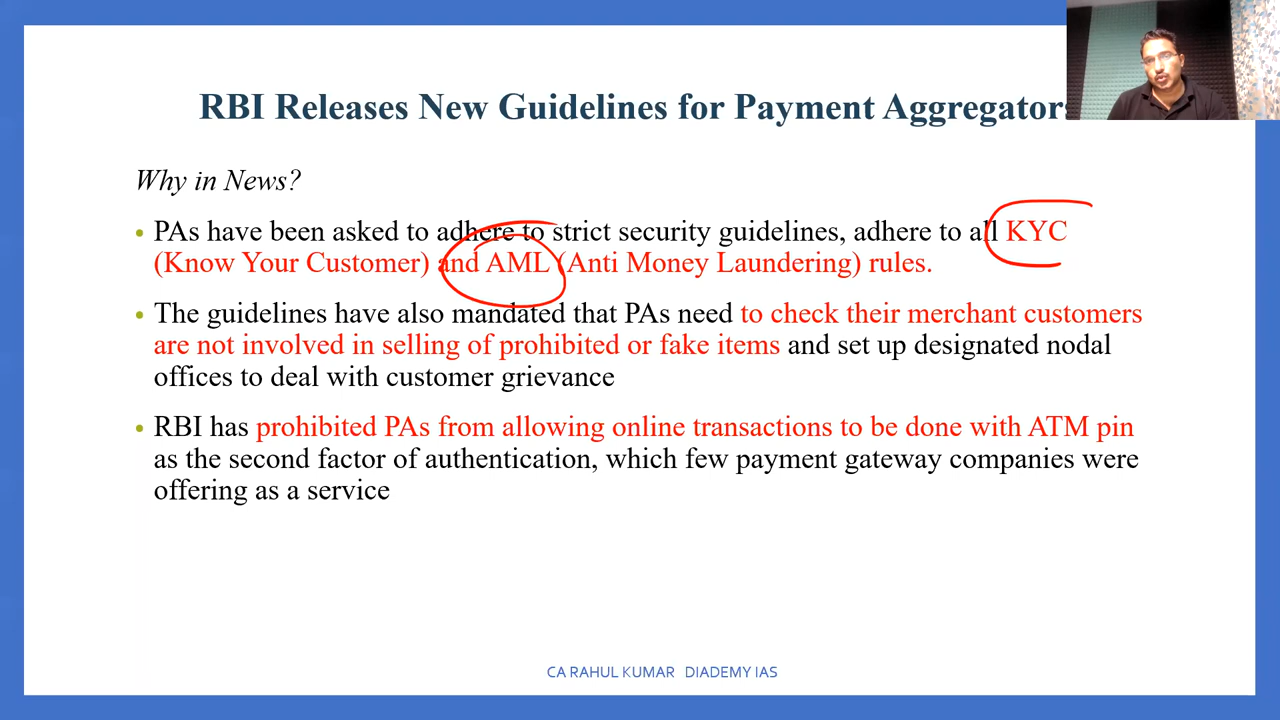 RBI Releases New Guidelines for Payment Aggregators
Why in News?
• PAs have been asked to adhere to strict security guidelines, adhere to all KYC
(Know Your Customer) and AML (Anti Money Laundering) rules.
• The guidelines have also mandated that PAs need to check their merchant customers
are not involved in selling of prohibited or fake items and set up designated nodal
offices to deal with customer grievance
• RBI has prohibited PAs from allowing online transactions to be done with ATM pin
as the second factor of authentication, which few payment gateway companies were
offering as a service
CA RAHUL KUMAR DIADEMY IAS